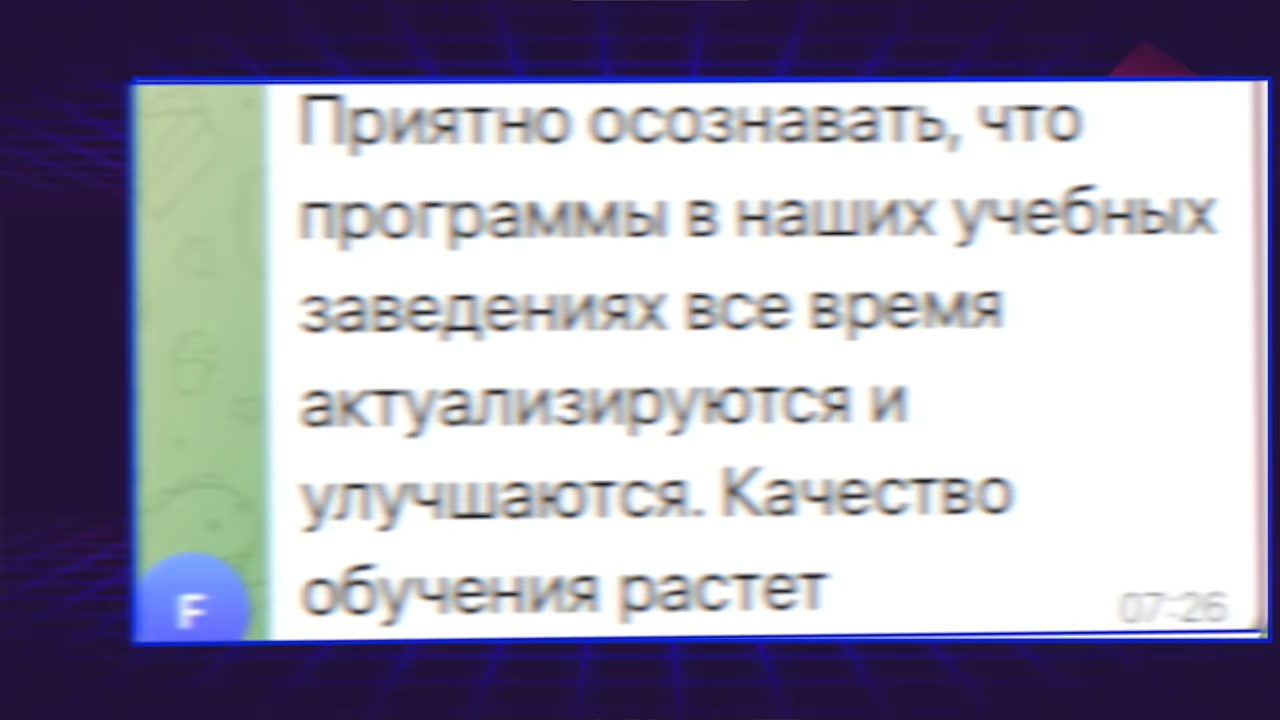 Приятно осознавать, что
программы в наших учебных
заведениях все время
актуализируются и
улучшаются. Качество
обучения растет
07:26
F